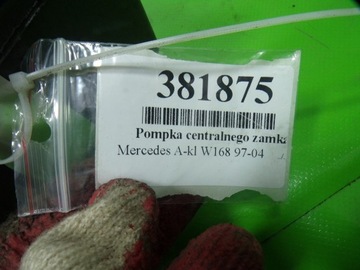 381875
Pompka centralnego zamka
Mercedes A-kl W168 97-04